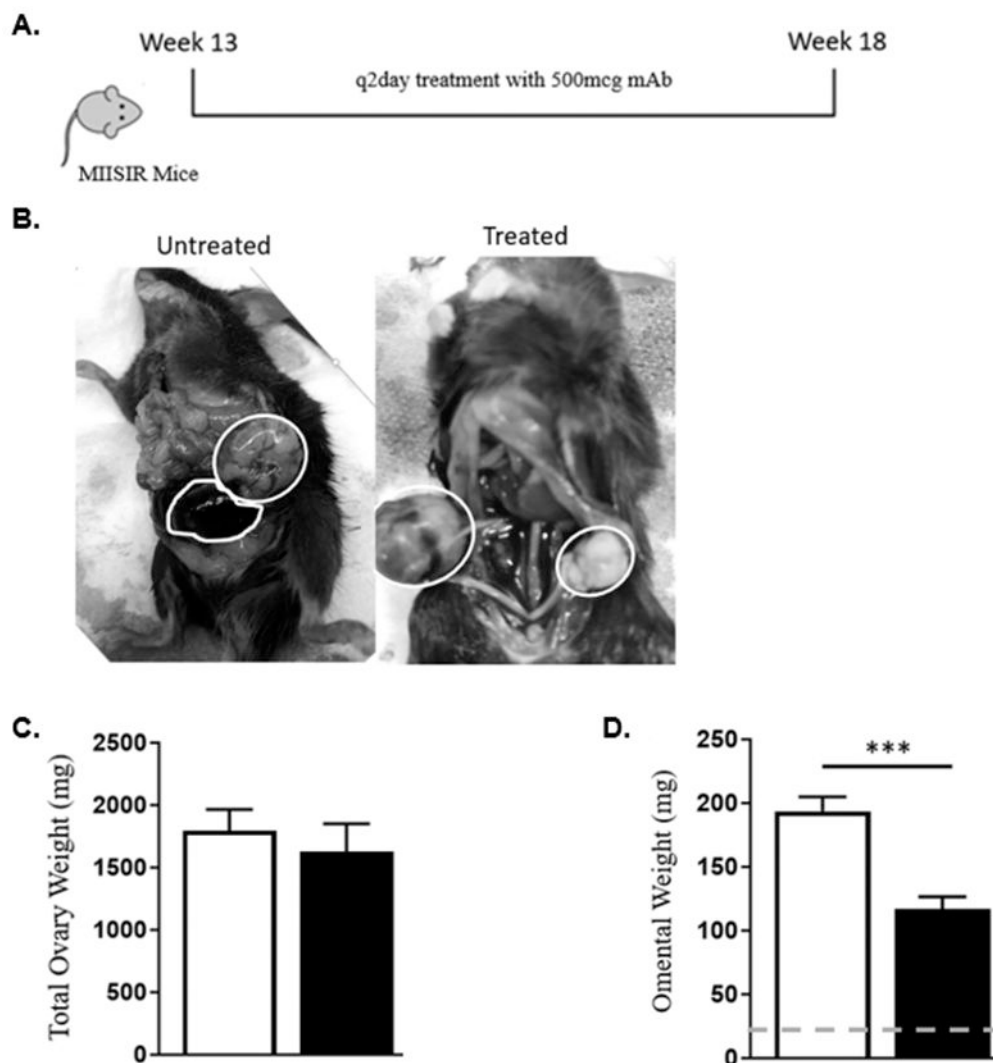 A.
Week 13
Week 18
q2day treatment with 500mcg mAb
MIISIR Mice
B.
Untreated
Treated
C.
Total Ovary Weight (mg)
2500
2000
1500
1000
500
0
D.
Omental Weight (mg)
250
200
150
100
50
0
***